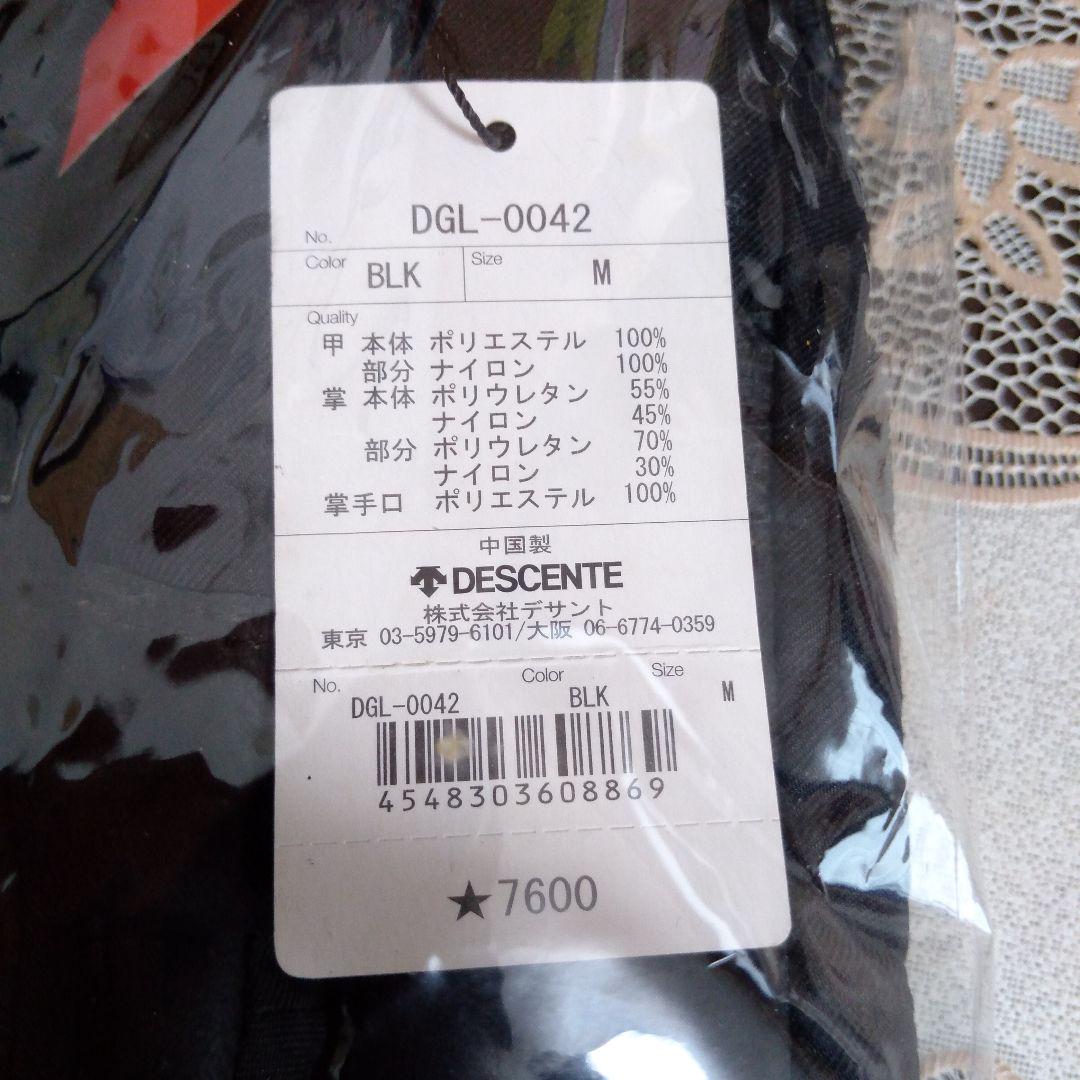 No. DGL-0042
Color BLK Size M
Quality
甲 本体 ポリエステル 100%
部分 ナイロン 100%
掌 本体 ポリウレタン 55%
ナイロン 45%
部分 ポリウレタン 70%
ナイロン 30%
掌手口 ポリエステル 100%
中国製
DESCENTE
株式会社デサント
東京 03-5979-6101/大阪 06-6774-0359
No. Color Size
DGL-0042 BLK M
4548303608869
★7600